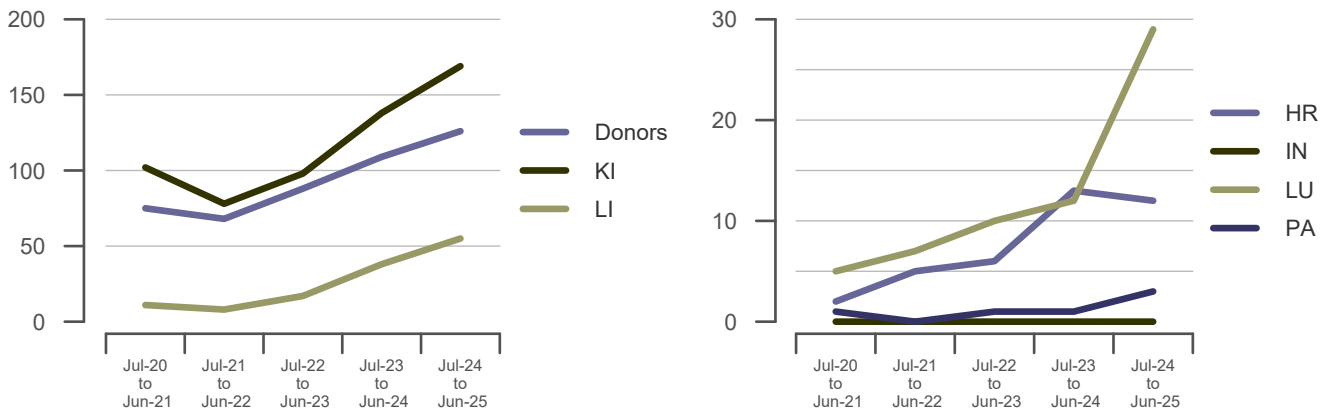 200
150
100
50
0
Jul-20
to
Jun-21
Jul-21
to
Jun-22
Jul-22
to
Jun-23
Jul-23
to
Jun-24
Jul-24
to
Jun-25
Donors
KI
LI
30
20
10
0
Jul-20
to
Jun-21
Jul-21
to
Jun-22
Jul-22
to
Jun-23
Jul-23
to
Jun-24
Jul-24
to
Jun-25
HR
IN
LU
PA